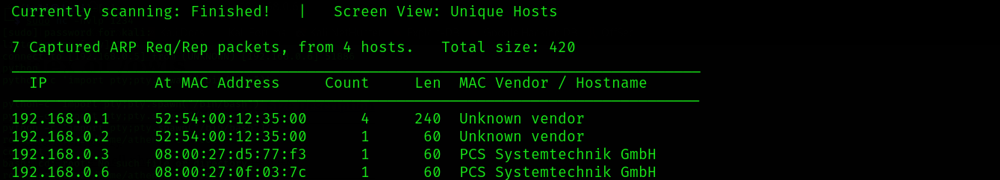 Currently scanning: Finished!   |   Screen View: Unique Hosts
7 Captured ARP Req/Rep packets, from 4 hosts.   Total size: 420
IP            At MAC Address     Count     Len  MAC Vendor / Hostname
192.168.0.1     52:54:00:12:35:00      4     240  Unknown vendor
192.168.0.2     52:54:00:12:35:00      1      60  Unknown vendor
192.168.0.3     08:00:27:d5:77:f3      1      60  PCS Systemtechnik GmbH
192.168.0.6     08:00:27:0f:03:7c      1      60  PCS Systemtechnik GmbH